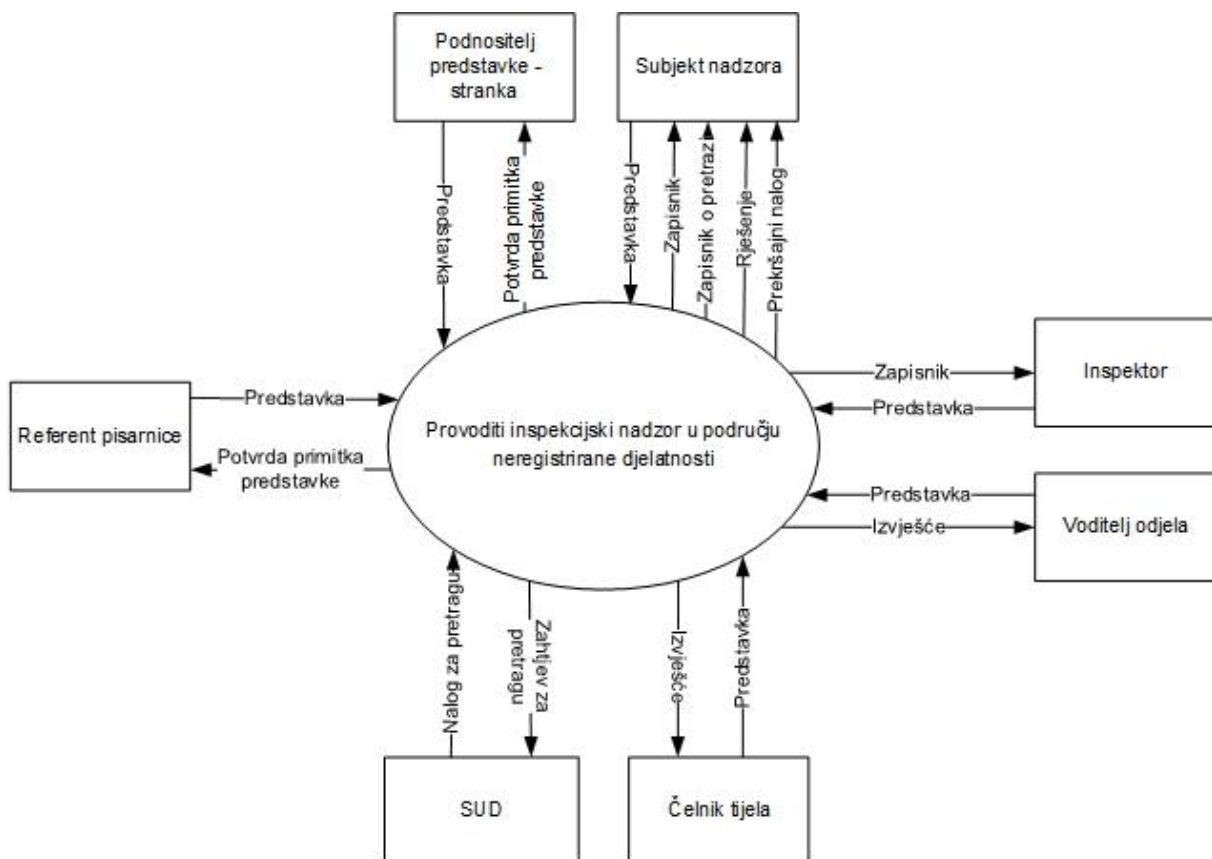 Podnositelj
predstavke -
stranka
Subjekt nadzora
Predstavka
Potvrda primitka
predstavke
Predstavka
Zapisnik
Zapisnik o pretrazi
Rješenje
Prekršajni nalog
Inspektor
Zapisnik
Predstavka
Referent pisarnice
Predstavka
Potvrda primitka
predstavke
Provoditi inspekcijski nadzor u području
neregistrirane djelatnosti
Voditelj odjela
Predstavka
Izvješće
Nalog za pretragu
Zahtjev za
pretragu
Izvješće
Predstavka
SUD
Čelnik tijela